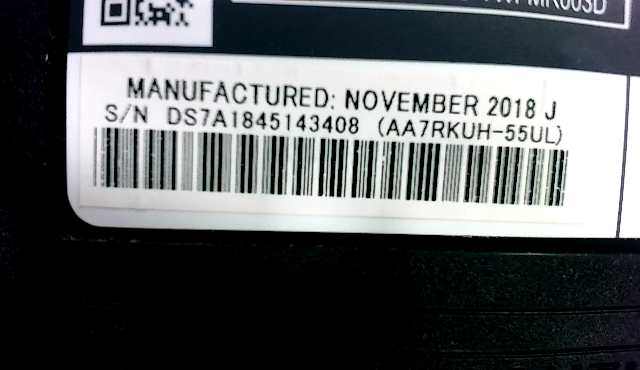 MANUFACTURED: NOVEMBER 2018 J
S/N DS7A1845143408 (AA7RKUH-55UL)